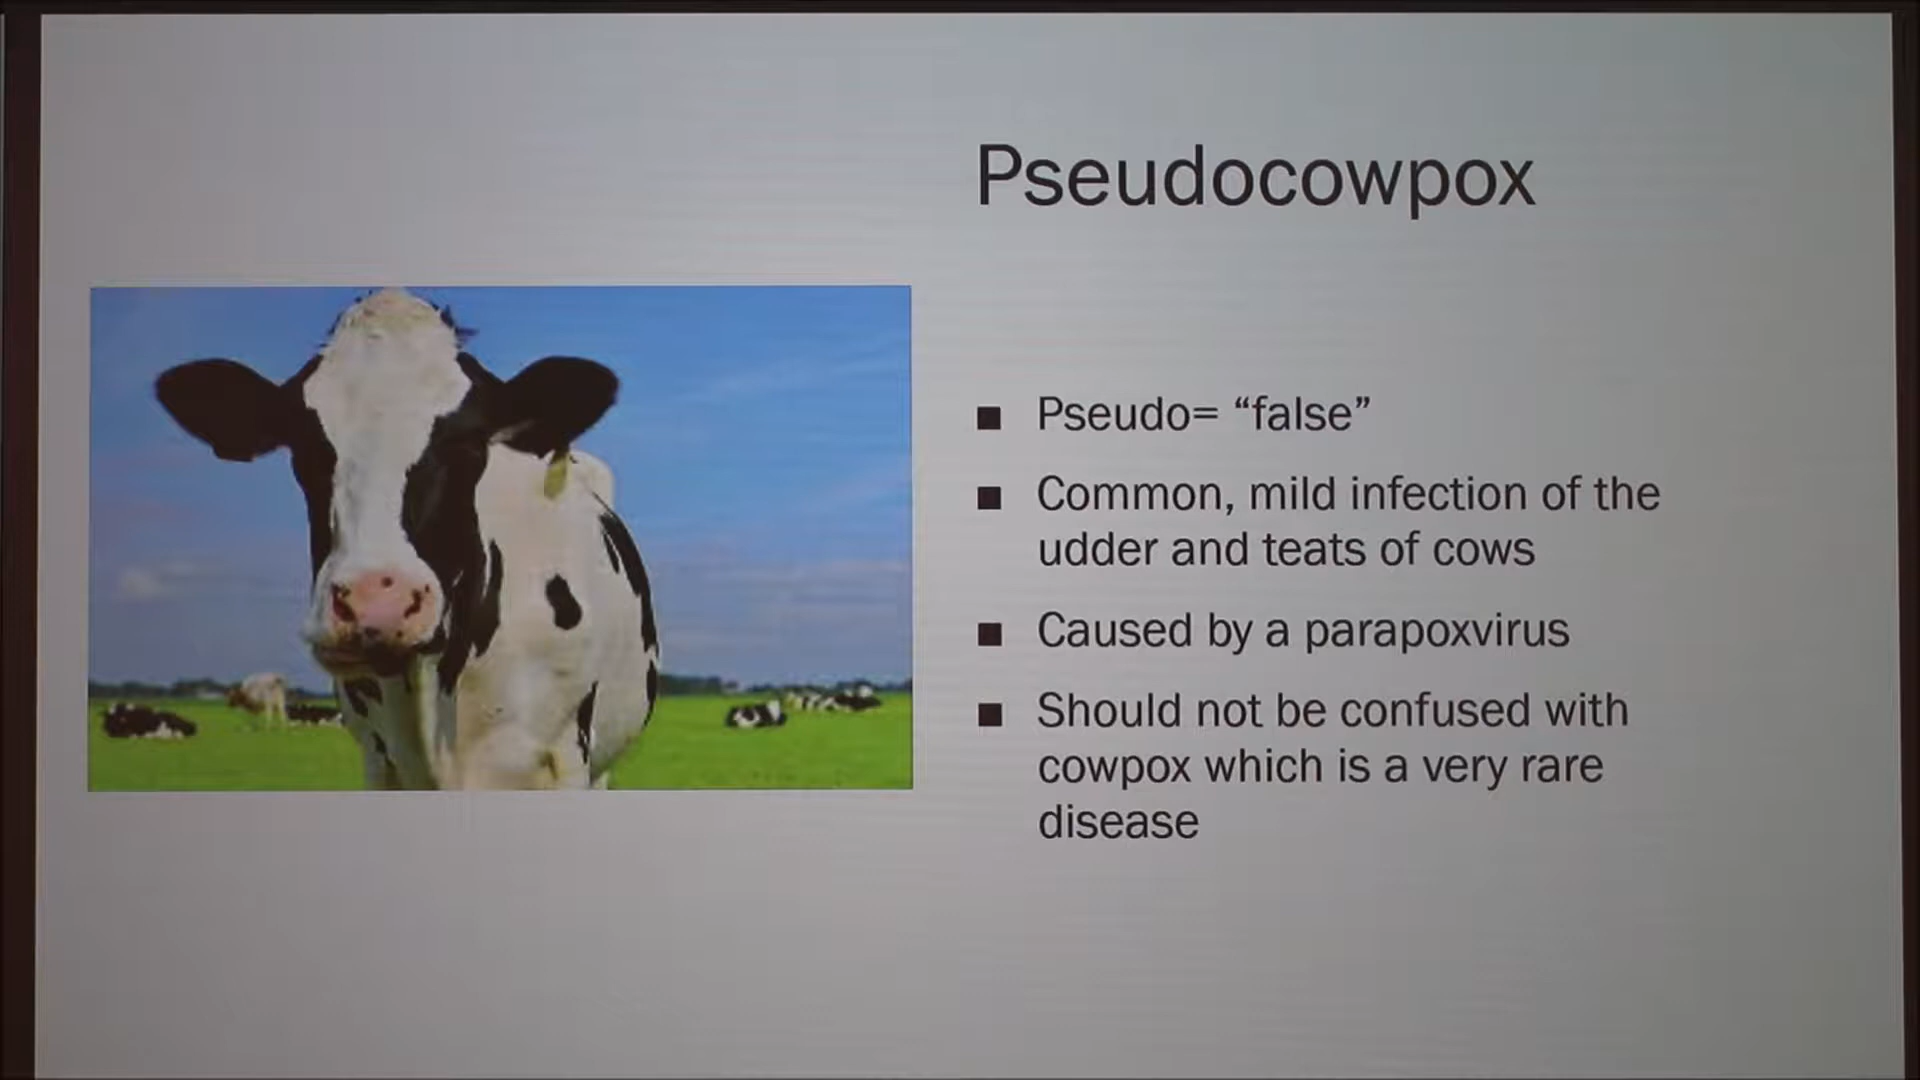 Pseudocowpox
■ Pseudo= “false”
■ Common, mild infection of the
udder and teats of cows
■ Caused by a parapoxvirus
■ Should not be confused with
cowpox which is a very rare
disease